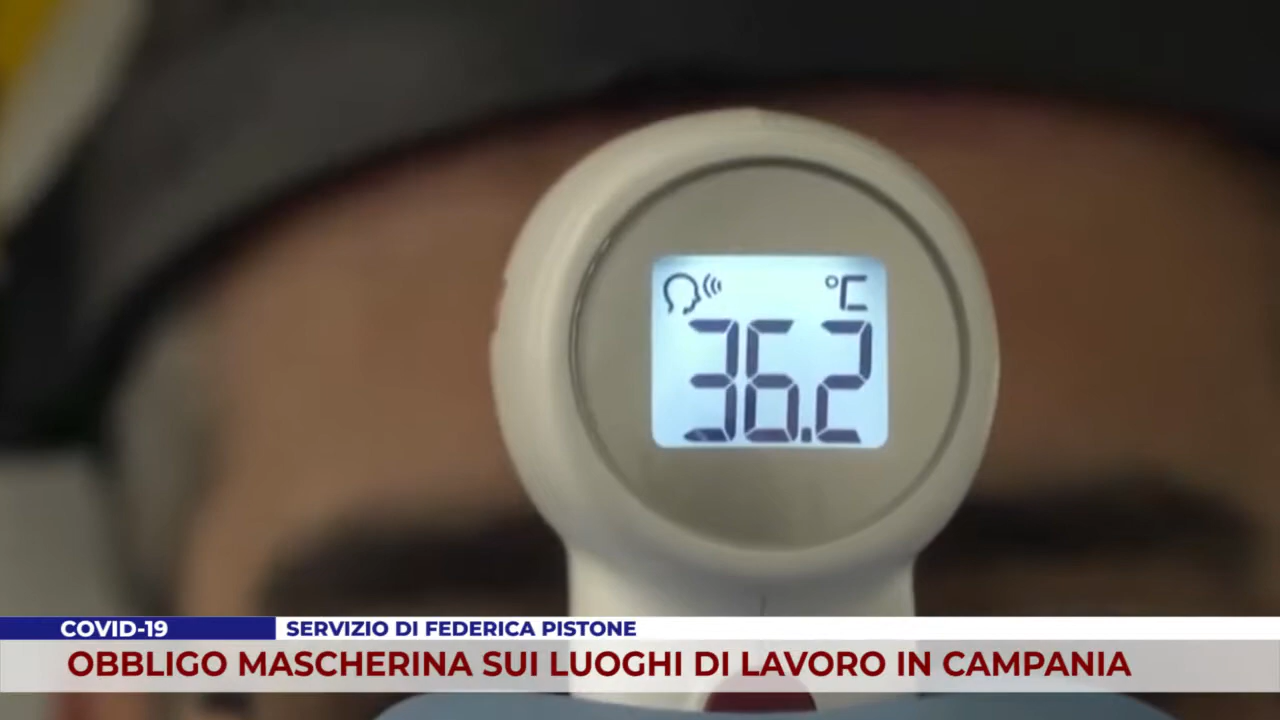 °C
36.2
COVID-19
SERVIZIO DI FEDERICA PISTONE
OBBLIGO MASCHERINA SUI LUOGHI DI LAVORO IN CAMPANIA